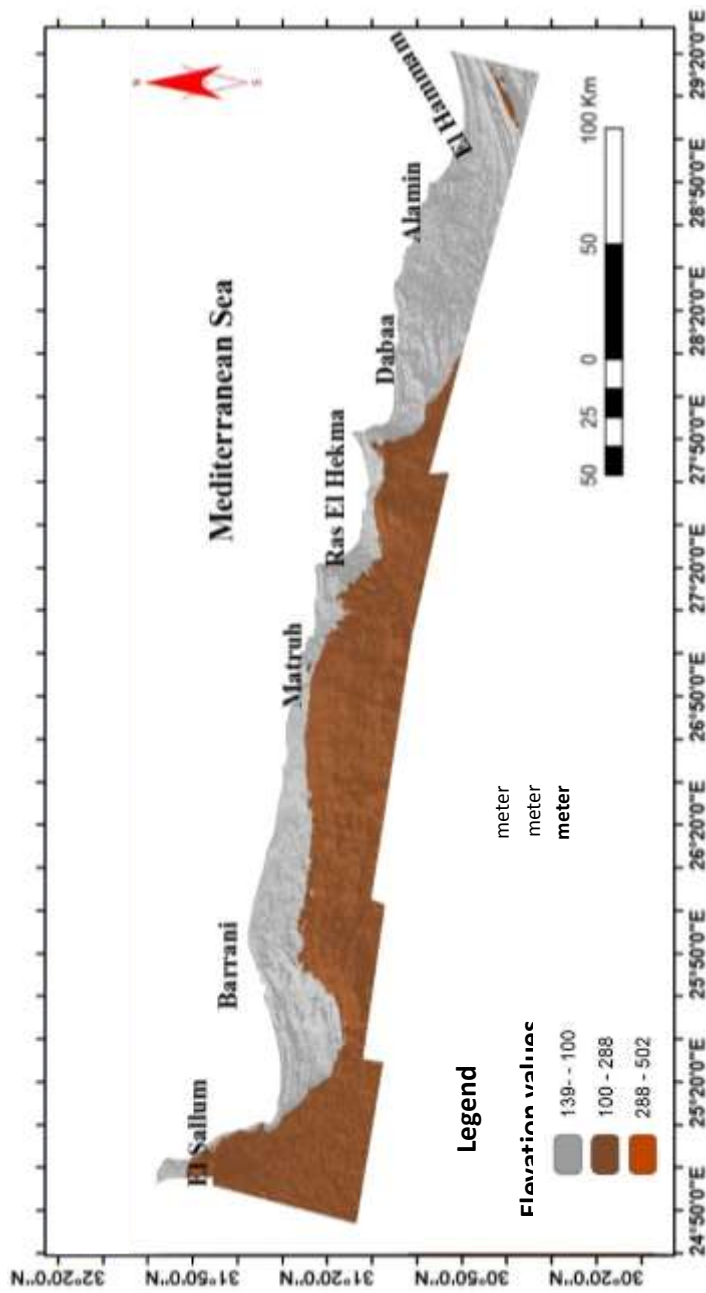 N
S
Mediterranean Sea
El Sallum
Barrani
Matruh
Ras El Hekma
Dabaa
Alamin
El Hammam
Legend
Elevation values
139- - 100 meter
100 - 288 meter
288 - 502 meter
50 25 0 50 100 Km
32°20'0"N
31°50'0"N
31°20'0"N
30°50'0"N
30°20'0"N
24°50'0"E 25°20'0"E 25°50'0"E 26°20'0"E 26°50'0"E 27°20'0"E 27°50'0"E 28°20'0"E 28°50'0"E 29°20'0"E